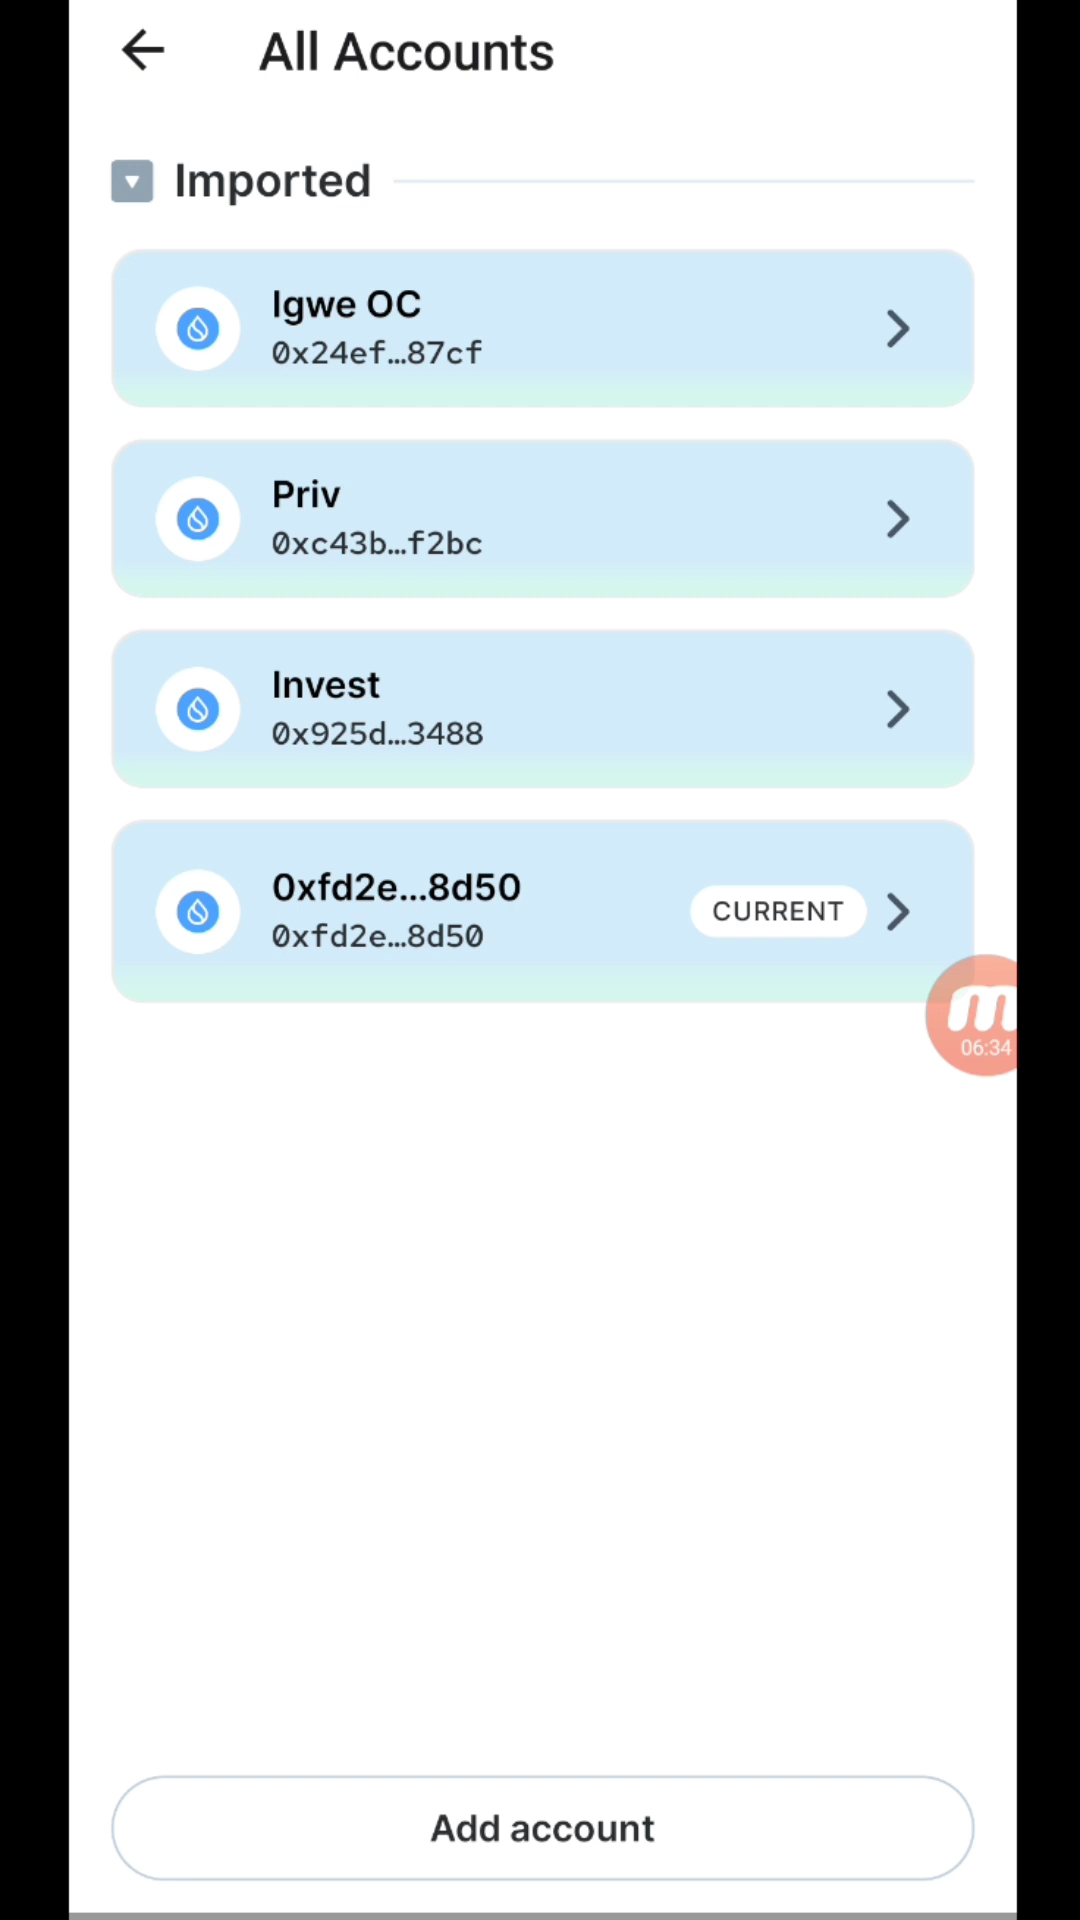 All Accounts
Imported
Igwe OC
0x24ef...87cf
Priv
0xc43b...f2bc
Invest
0x925d...3488
0xfd2e...8d50
CURRENT
0xfd2e...8d50
m
06:34
Add account